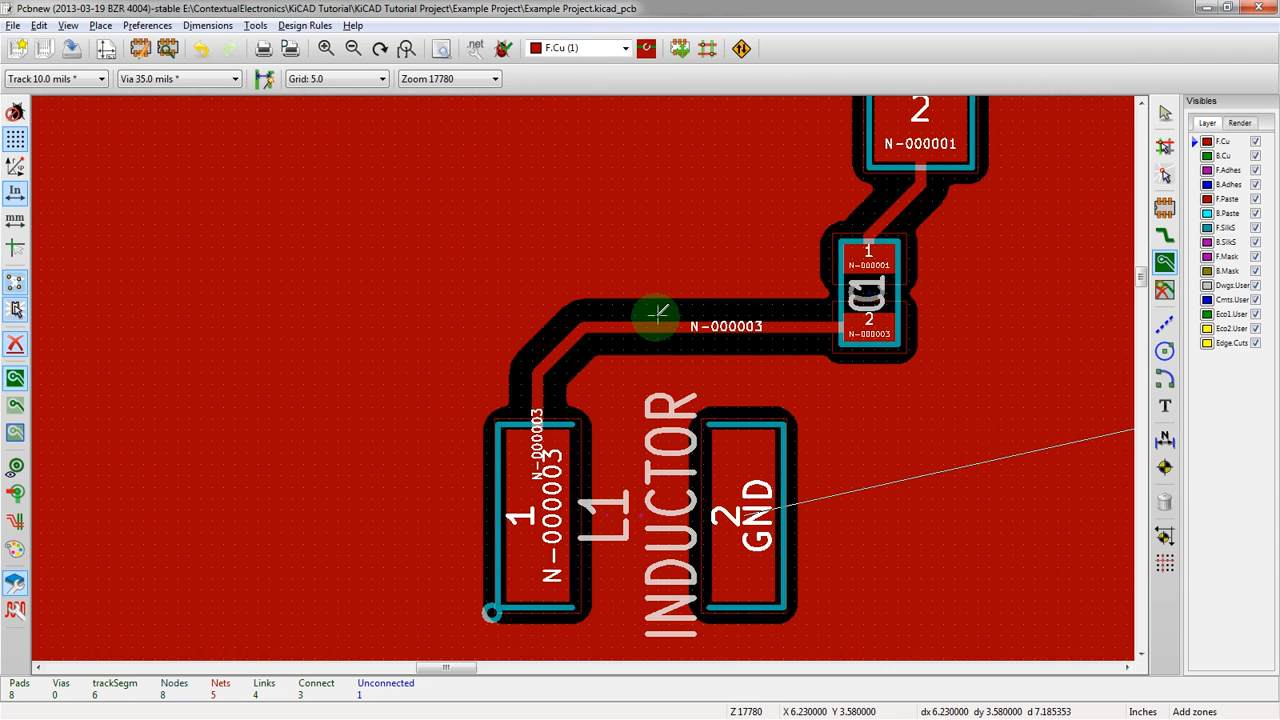 Pcbnew (2013-03-19 BZR 4004)-stable E:\ContextualElectronics\KiCAD Tutorial\KiCAD Tutorial Project\Example Project\Example Project.kicad_pcb
File Edit View Place Preferences Dimensions Tools Design Rules Help
.net F.Cu (1)
Track 10.0 mils * Via 35.0 mils * Grid: 5.0 Zoom 17780
Visibles
Layer Render
F.Cu
B.Cu
F.Adhes
B.Adhes
F.Paste
B.Paste
F.SilkS
B.SilkS
F.Mask
B.Mask
Dwgs.User
Cmts.User
Eco1.User
Eco2.User
Edge.Cuts
In
mm
T
N
2
N-000001
1
N-000001
C1
2
N-000003
N-000003
N-000003
1
N-000003
L1
INDUCTOR
2
GND
Pads Vias trackSegm Nodes Nets Links Connect Unconnected
8 0 6 8 5 4 3 1
Z 17780 X 6.230000 Y 3.580000 dx 6.230000 dy 3.580000 d 7.185353 Inches Add zones